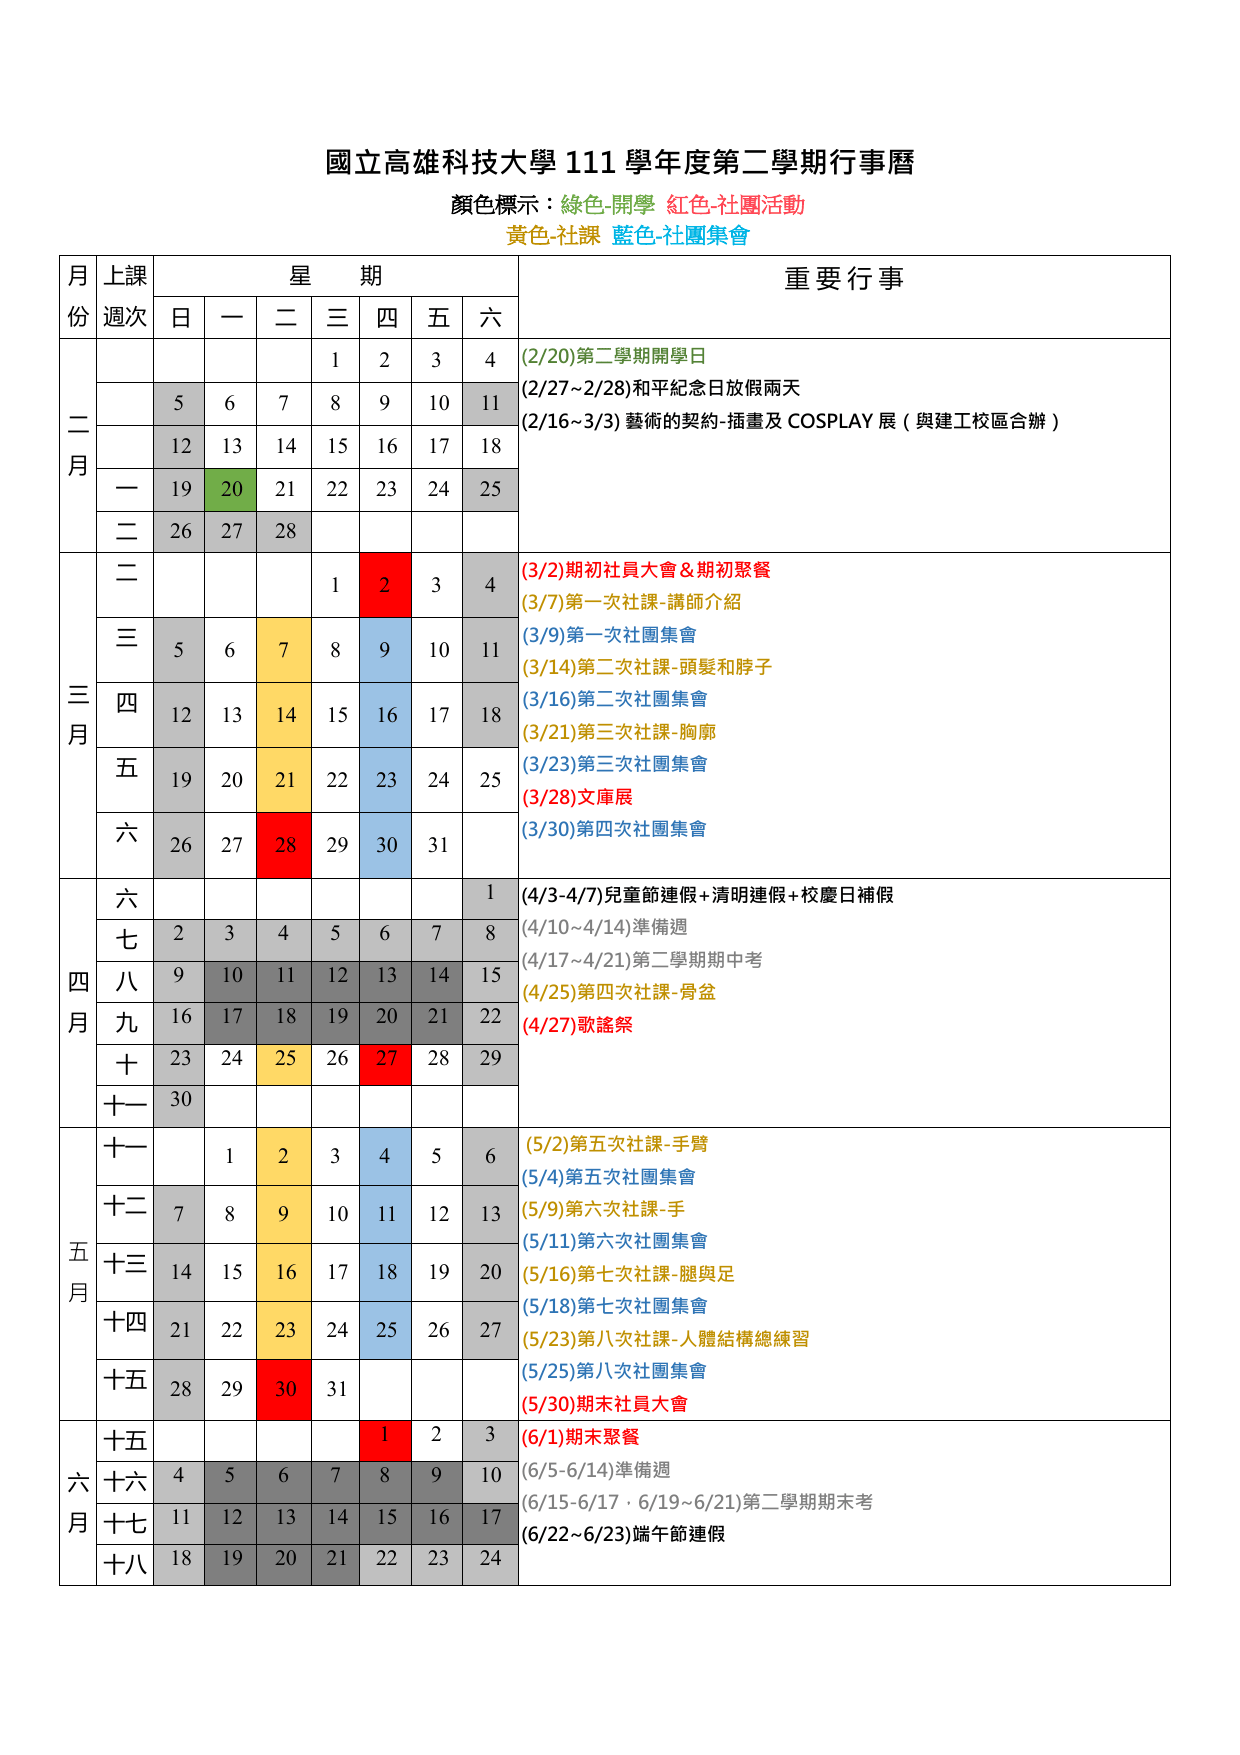 國立高雄科技大學 111 學年度第二學期行事曆
顏色標示：綠色-開學 紅色-社團活動
黃色-社課 藍色-社團集會
月份 上課週次 星 期 重要行事
日 一 二 三 四 五 六
二月
1 2 3 4
5 6 7 8 9 10 11
12 13 14 15 16 17 18
一 19 20 21 22 23 24 25
二 26 27 28
(2/20)第二學期開學日
(2/27~2/28)和平紀念日放假兩天
(2/16~3/3) 藝術的契約-插畫及 COSPLAY 展 ( 與建工校區合辦 )
三月
二 1 2 3 4
三 5 6 7 8 9 10 11
四 12 13 14 15 16 17 18
五 19 20 21 22 23 24 25
六 26 27 28 29 30 31
(3/2)期初社員大會＆期初聚餐
(3/7)第一次社課-講師介紹
(3/9)第一次社團集會
(3/14)第二次社課-頭髮和脖子
(3/16)第二次社團集會
(3/21)第三次社課-胸廓
(3/23)第三次社團集會
(3/28)文庫展
(3/30)第四次社團集會
四月
六 1
七 2 3 4 5 6 7 8
八 9 10 11 12 13 14 15
九 16 17 18 19 20 21 22
十 23 24 25 26 27 28 29
十一 30
(4/3-4/7)兒童節連假+清明連假+校慶日補假
(4/10~4/14)準備週
(4/17~4/21)第二學期期中考
(4/25)第四次社課-骨盆
(4/27)歌謠祭
五月
十一 1 2 3 4 5 6
十二 7 8 9 10 11 12 13
十三 14 15 16 17 18 19 20
十四 21 22 23 24 25 26 27
十五 28 29 30 31
(5/2)第五次社課-手臂
(5/4)第五次社團集會
(5/9)第六次社課-手
(5/11)第六次社團集會
(5/16)第七次社課-腿與足
(5/18)第七次社團集會
(5/23)第八次社課-人體結構總練習
(5/25)第八次社團集會
(5/30)期末社員大會
六月
十五 1 2 3
十六 4 5 6 7 8 9 10
十七 11 12 13 14 15 16 17
十八 18 19 20 21 22 23 24
(6/1)期末聚餐
(6/5-6/14)準備週
(6/15-6/17，6/19~6/21)第二學期期末考
(6/22~6/23)端午節連假